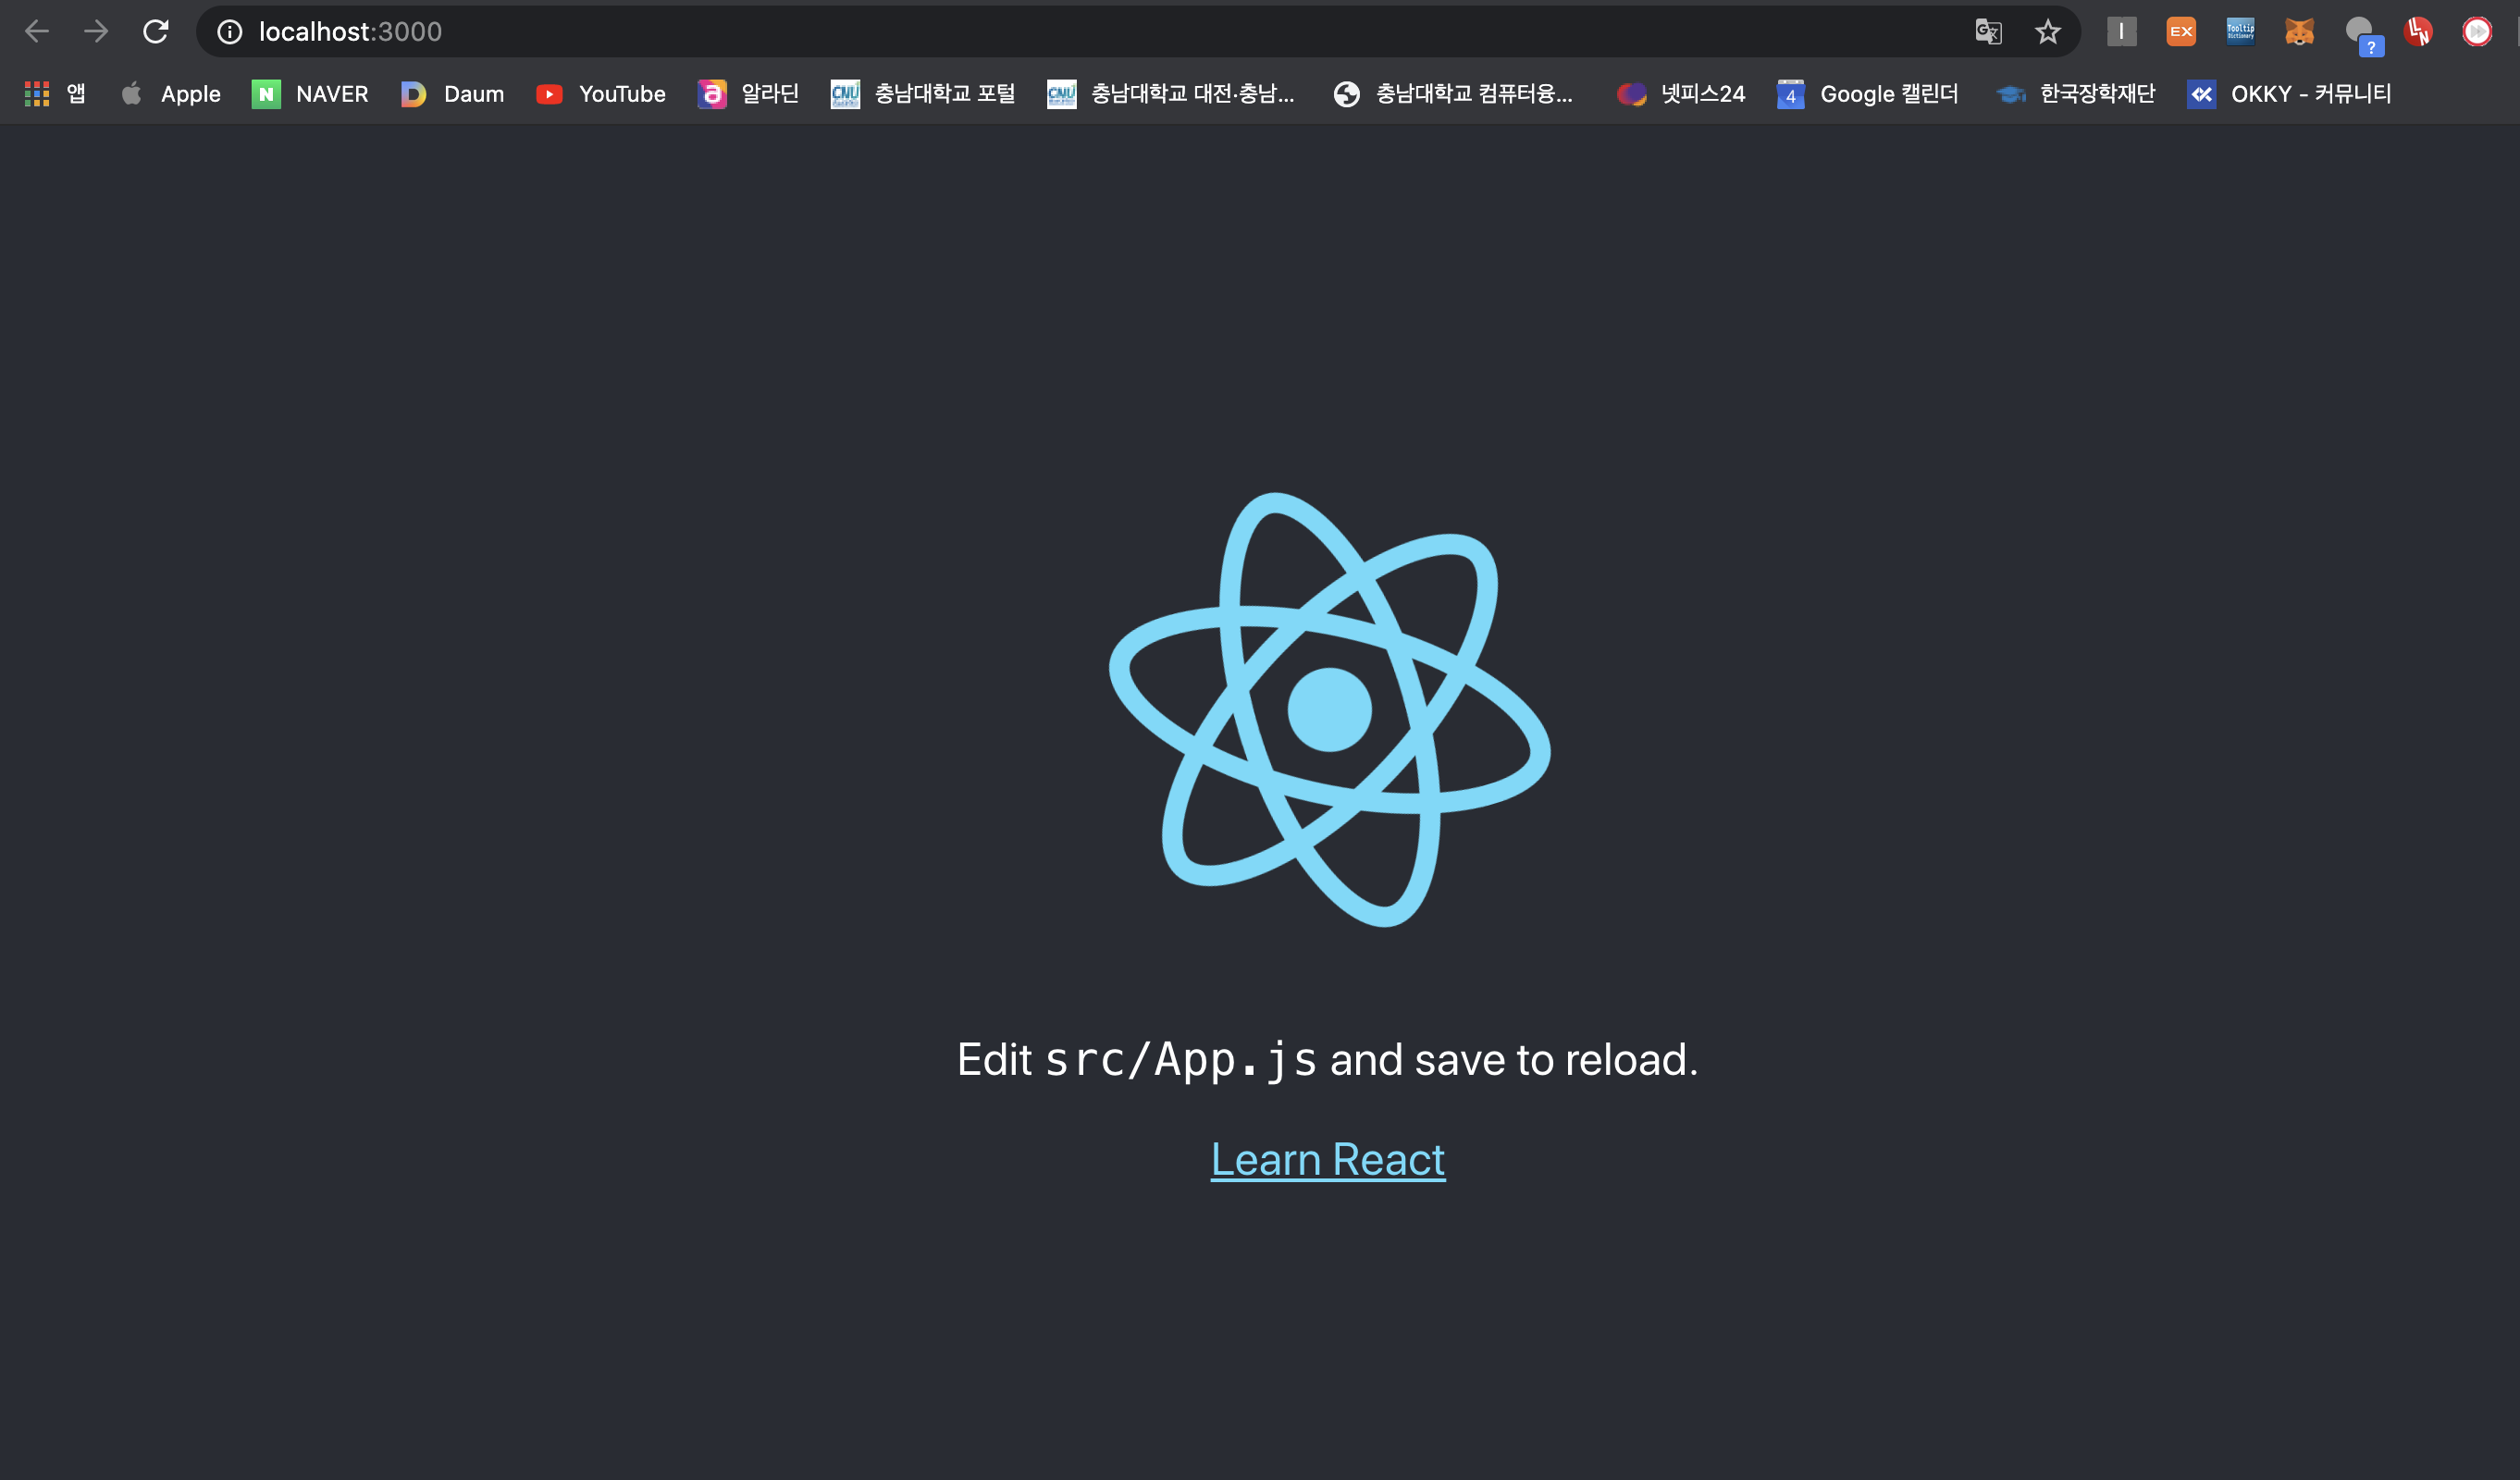 localhost:3000
앱 Apple NAVER Daum YouTube 알라딘 충남대학교 포털 충남대학교 대전·충남... 충남대학교 컴퓨터융... 넷피스24 4 Google 캘린더 한국장학재단 OKKY - 커뮤니티
Edit src/App.js and save to reload.
Learn React